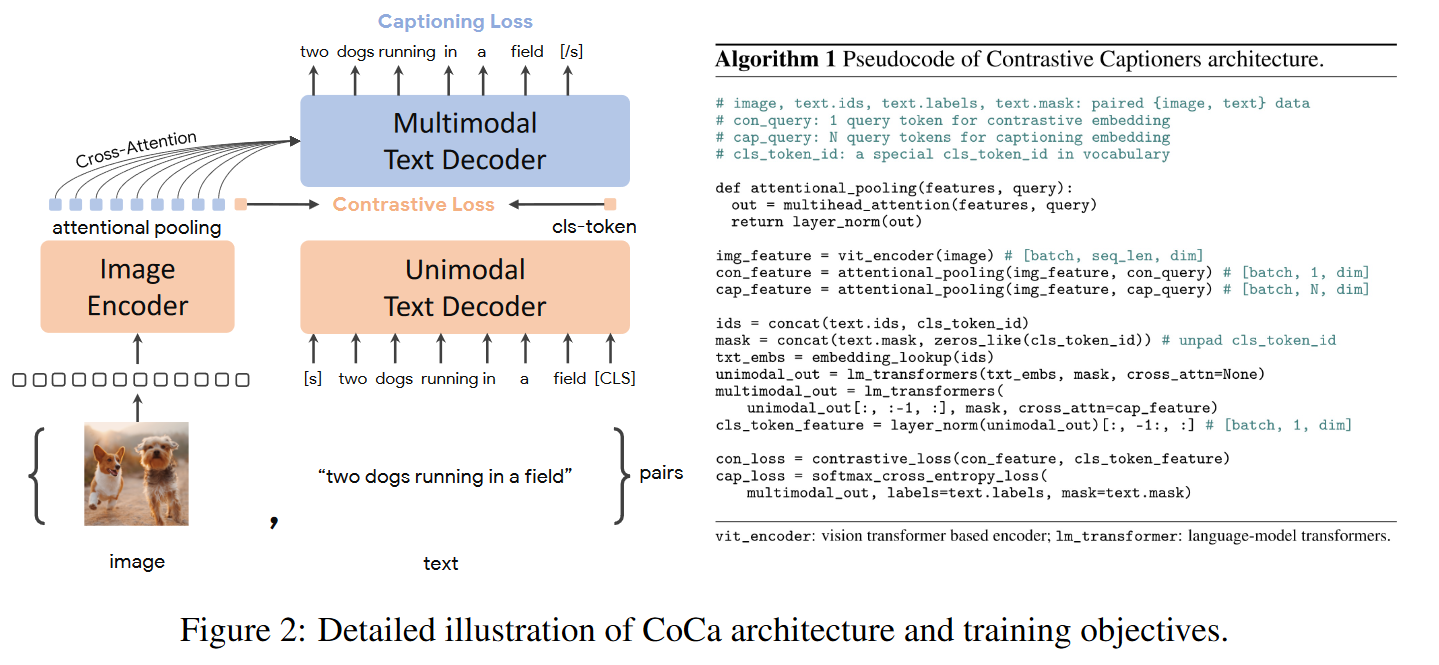 Captioning Loss
two dogs running in a field [/s]
Multimodal
Text Decoder
Cross-Attention
Contrastive Loss
attentional pooling
cls-token
Image
Encoder
Unimodal
Text Decoder
[s] two dogs running in a field [CLS]
“two dogs running in a field”
pairs
,
image
text
Algorithm 1 Pseudocode of Contrastive Captioners architecture.
# image, text.ids, text.labels, text.mask: paired {image, text} data
# con_query: 1 query token for contrastive embedding
# cap_query: N query tokens for captioning embedding
# cls_token_id: a special cls_token_id in vocabulary
def attentional_pooling(features, query):
  out = multihead_attention(features, query)
  return layer_norm(out)
img_feature = vit_encoder(image) # [batch, seq_len, dim]
con_feature = attentional_pooling(img_feature, con_query) # [batch, 1, dim]
cap_feature = attentional_pooling(img_feature, cap_query) # [batch, N, dim]
ids = concat(text.ids, cls_token_id)
mask = concat(text.mask, zeros_like(cls_token_id)) # unpad cls_token_id
txt_embs = embedding_lookup(ids)
unimodal_out = lm_transformers(txt_embs, mask, cross_attn=None)
multimodal_out = lm_transformers(
    unimodal_out[:, :-1, :], mask, cross_attn=cap_feature)
cls_token_feature = layer_norm(unimodal_out)[:, -1:, :] # [batch, 1, dim]
con_loss = contrastive_loss(con_feature, cls_token_feature)
cap_loss = softmax_cross_entropy_loss(
    multimodal_out, labels=text.labels, mask=text.mask)
vit_encoder: vision transformer based encoder; lm_transformer: language-model transformers.
Figure 2: Detailed illustration of CoCa architecture and training objectives.